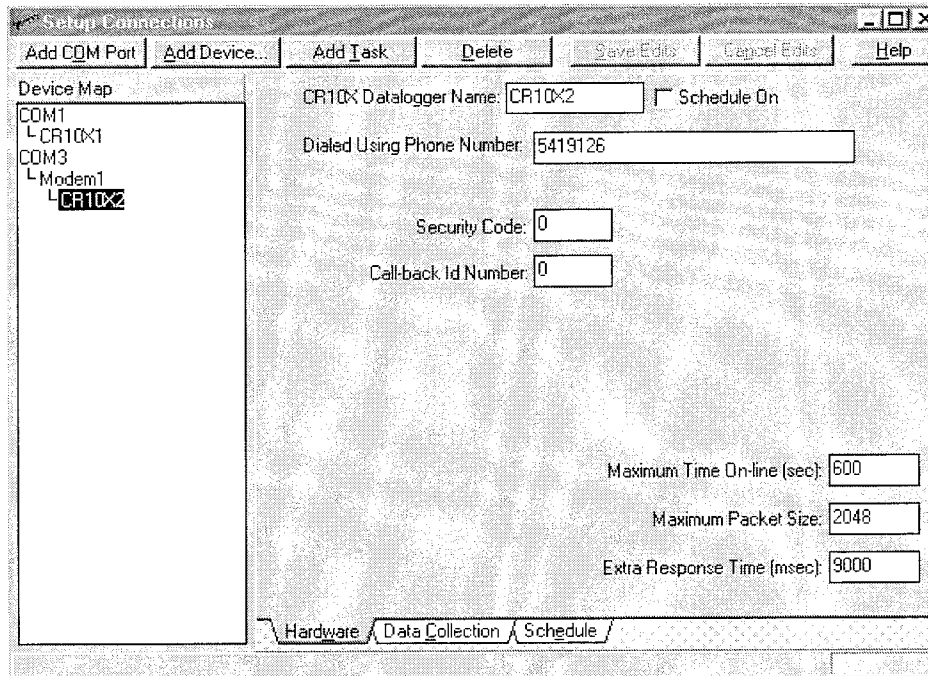 Setup Connections
Add COM Port Add Device... Add Task Delete Save Edits Cancel Edits Help
Device Map
COM1
CR10X1
COM3
Modem1
CR10X2
CR10X Datalogger Name: CR10X2 Schedule On
Dialed Using Phone Number: 5419126
Security Code: 0
Call-back Id Number: 0
Maximum Time On-line (sec): 600
Maximum Packet Size: 2048
Extra Response Time (msec): 9000
Hardware Data Collection Schedule